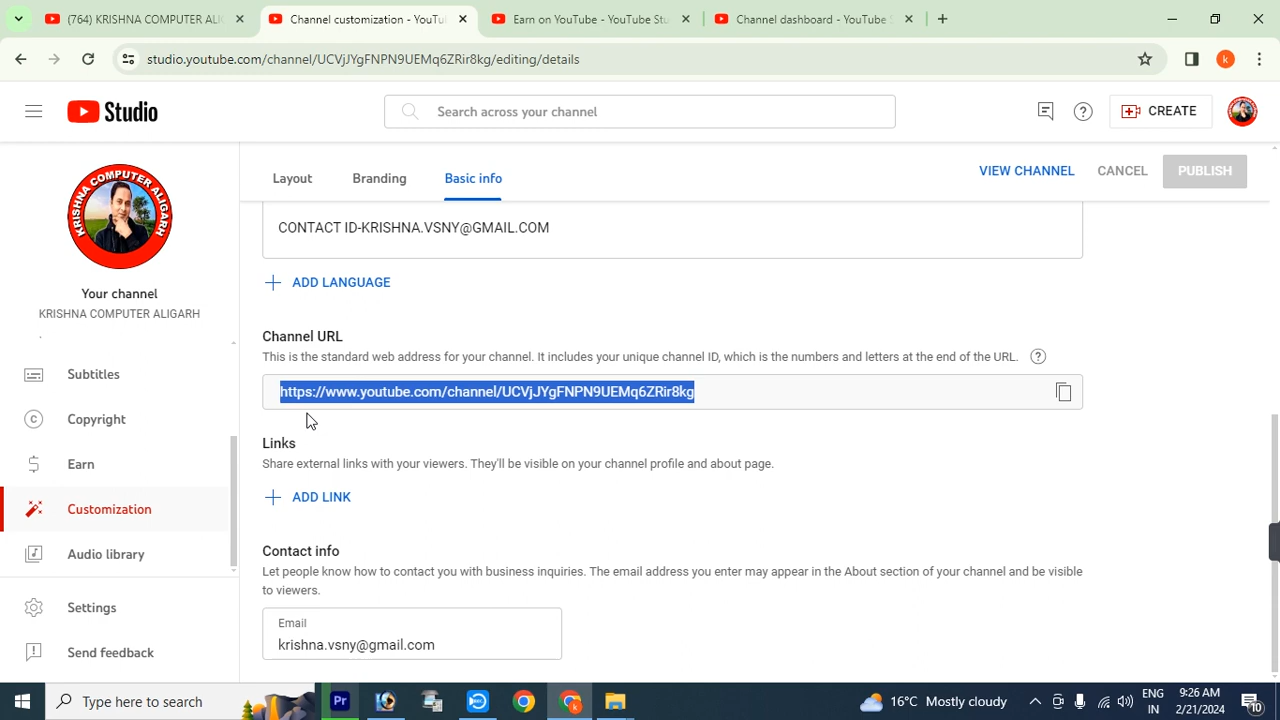 (764) KRISHNA COMPUTER ALI
Channel customization - YouTu
Earn on YouTube - YouTube Stu
Channel dashboard - YouTube S
studio.youtube.com/channel/UCVjJYgFNPN9UEMq6ZRir8kg/editing/details
k
Studio
Search across your channel
CREATE
Layout
Branding
Basic info
VIEW CHANNEL
CANCEL
PUBLISH
KRISHNA COMPUTER ALIGARH
Your channel
KRISHNA COMPUTER ALIGARH
Subtitles
Copyright
Earn
Customization
Audio library
Settings
Send feedback
CONTACT ID-KRISHNA.VSNY@GMAIL.COM
ADD LANGUAGE
Channel URL
This is the standard web address for your channel. It includes your unique channel ID, which is the numbers and letters at the end of the URL.
https://www.youtube.com/channel/UCVjJYgFNPN9UEMq6ZRir8kg
Links
Share external links with your viewers. They'll be visible on your channel profile and about page.
ADD LINK
Contact info
Let people know how to contact you with business inquiries. The email address you enter may appear in the About section of your channel and be visible
to viewers.
Email
krishna.vsny@gmail.com
Type here to search
Pr
16°C Mostly cloudy
ENG
IN
9:26 AM
2/21/2024
10